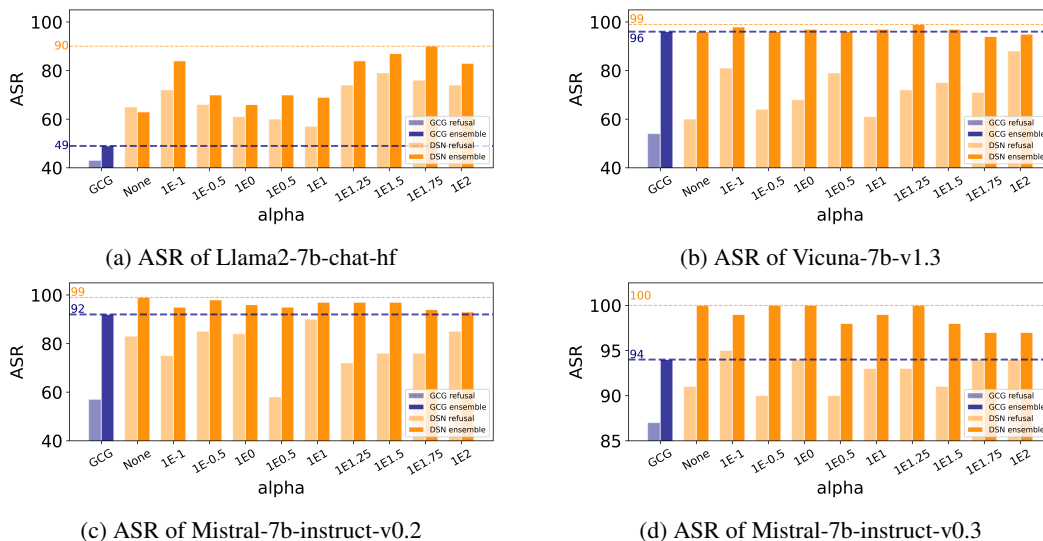 100
90
80
60
49
40
ASR
GCG
None
1E-1
1E-0.5
1E0
1E0.5
1E1
1E1.25
1E1.5
1E1.75
1E2
alpha
GCG refusal
GCG ensemble
DSN refusal
DSN ensemble
(a) ASR of Llama2-7b-chat-hf
100
99
96
80
60
40
ASR
GCG
None
1E-1
1E-0.5
1E0
1E0.5
1E1
1E1.25
1E1.5
1E1.75
1E2
alpha
GCG refusal
GCG ensemble
DSN refusal
DSN ensemble
(b) ASR of Vicuna-7b-v1.3
100
99
92
80
60
40
ASR
GCG
None
1E-1
1E-0.5
1E0
1E0.5
1E1
1E1.25
1E1.5
1E1.75
1E2
alpha
GCG refusal
GCG ensemble
DSN refusal
DSN ensemble
(c) ASR of Mistral-7b-instruct-v0.2
100
100
95
94
90
85
ASR
GCG
None
1E-1
1E-0.5
1E0
1E0.5
1E1
1E1.25
1E1.5
1E1.75
1E2
alpha
GCG refusal
GCG ensemble
DSN refusal
DSN ensemble
(d) ASR of Mistral-7b-instruct-v0.3